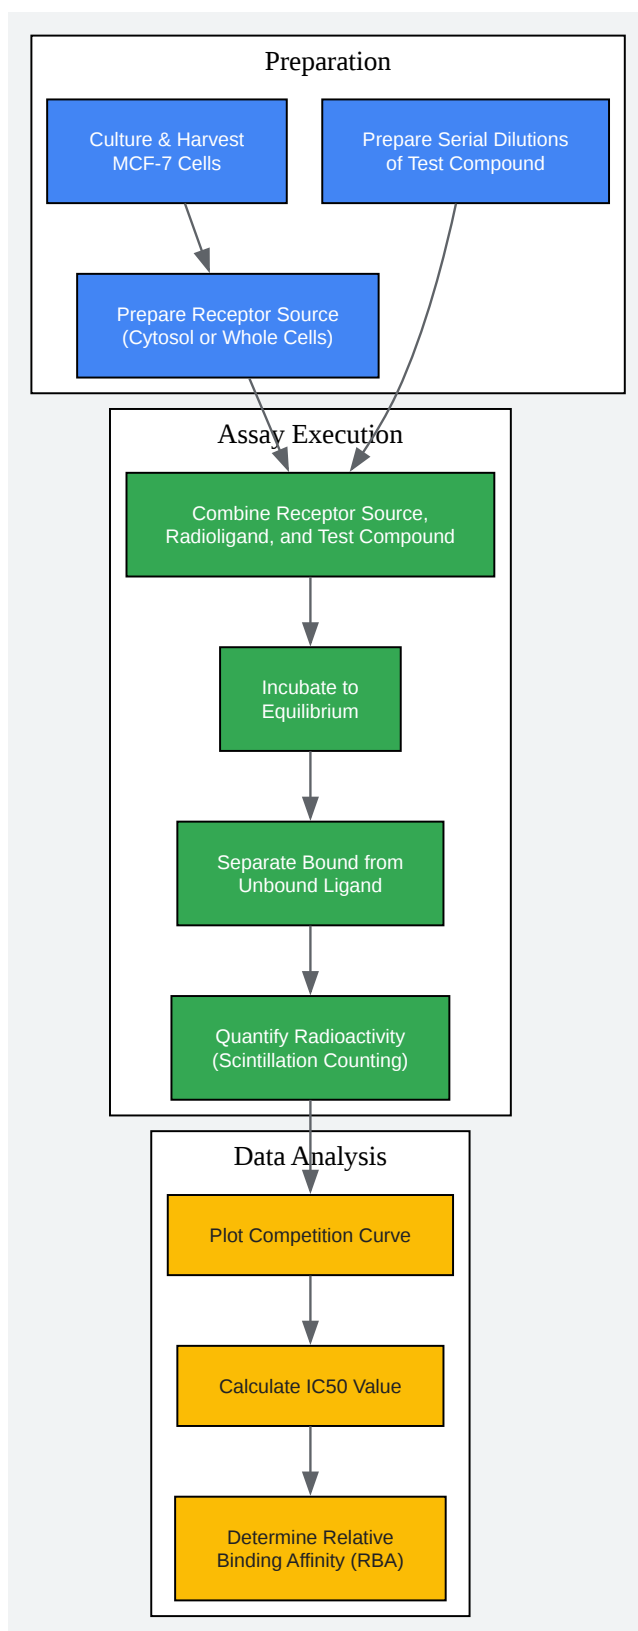 Preparation
Culture & Harvest
MCF-7 Cells
Prepare Serial Dilutions
of Test Compound
Prepare Receptor Source
(Cytosol or Whole Cells)
Assay Execution
Combine Receptor Source,
Radioligand, and Test Compound
Incubate to
Equilibrium
Separate Bound from
Unbound Ligand
Quantify Radioactivity
(Scintillation Counting)
Data Analysis
Plot Competition Curve
Calculate IC50 Value
Determine Relative
Binding Affinity (RBA)